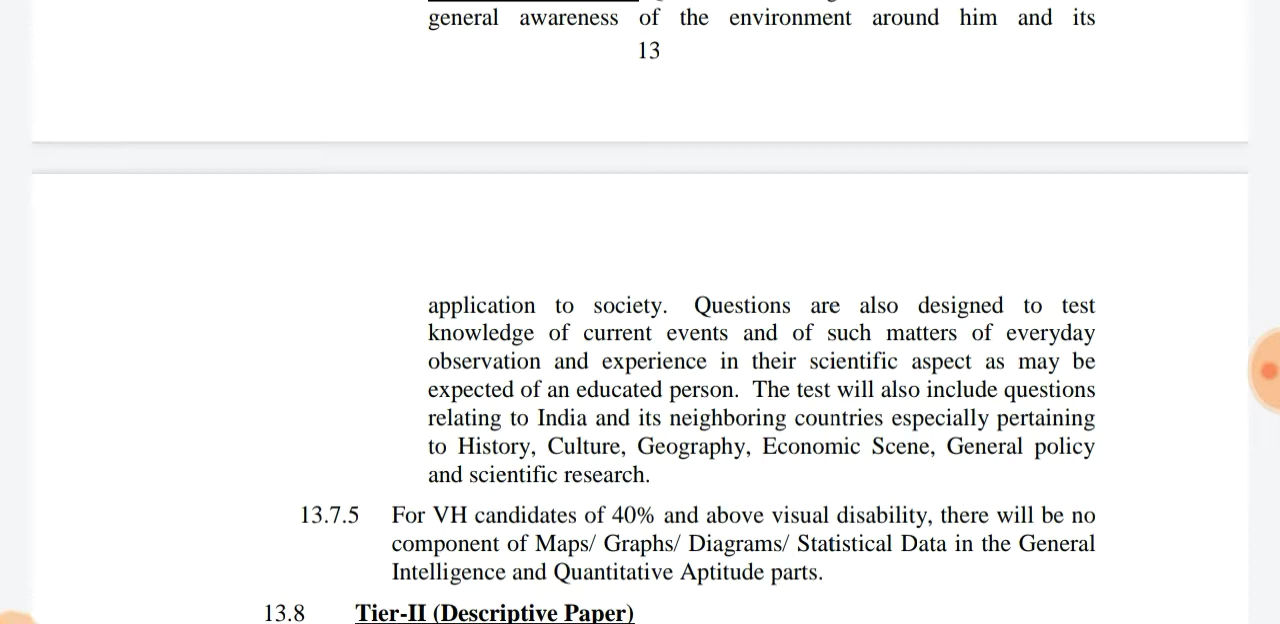 general awareness of the environment around him and its
13
application to society. Questions are also designed to test
knowledge of current events and of such matters of everyday
observation and experience in their scientific aspect as may be
expected of an educated person. The test will also include questions
relating to India and its neighboring countries especially pertaining
to History, Culture, Geography, Economic Scene, General policy
and scientific research.
13.7.5 For VH candidates of 40% and above visual disability, there will be no
component of Maps/ Graphs/ Diagrams/ Statistical Data in the General
Intelligence and Quantitative Aptitude parts.
13.8 Tier-II (Descriptive Paper)